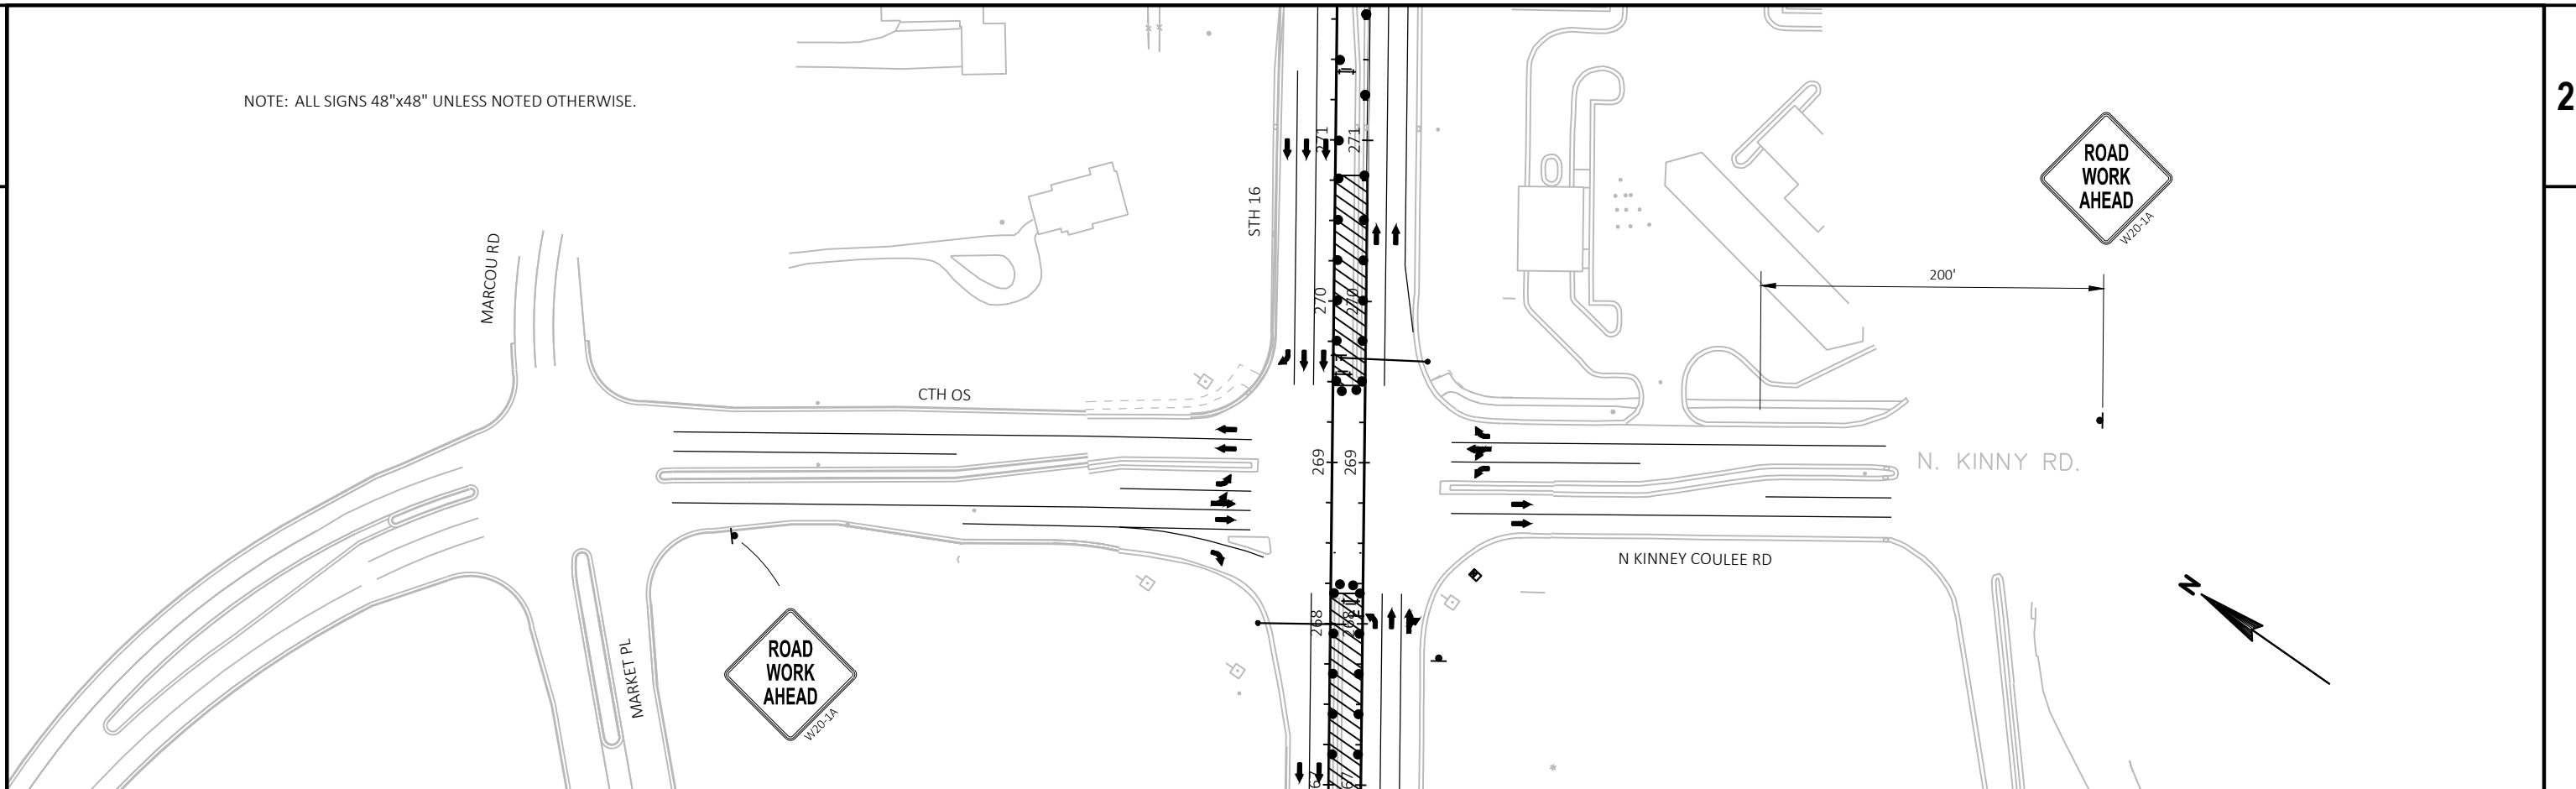 2
NOTE: ALL SIGNS 48"x48" UNLESS NOTED OTHERWISE.
271
271
ROAD
WORK
AHEAD
W20-1A
STH 16
MARCOU RD
200'
270
270
CTH OS
269
269
N. KINNY RD.
N KINNEY COULEE RD
N
268
268
MARKET PL
ROAD
WORK
AHEAD
W20-1A